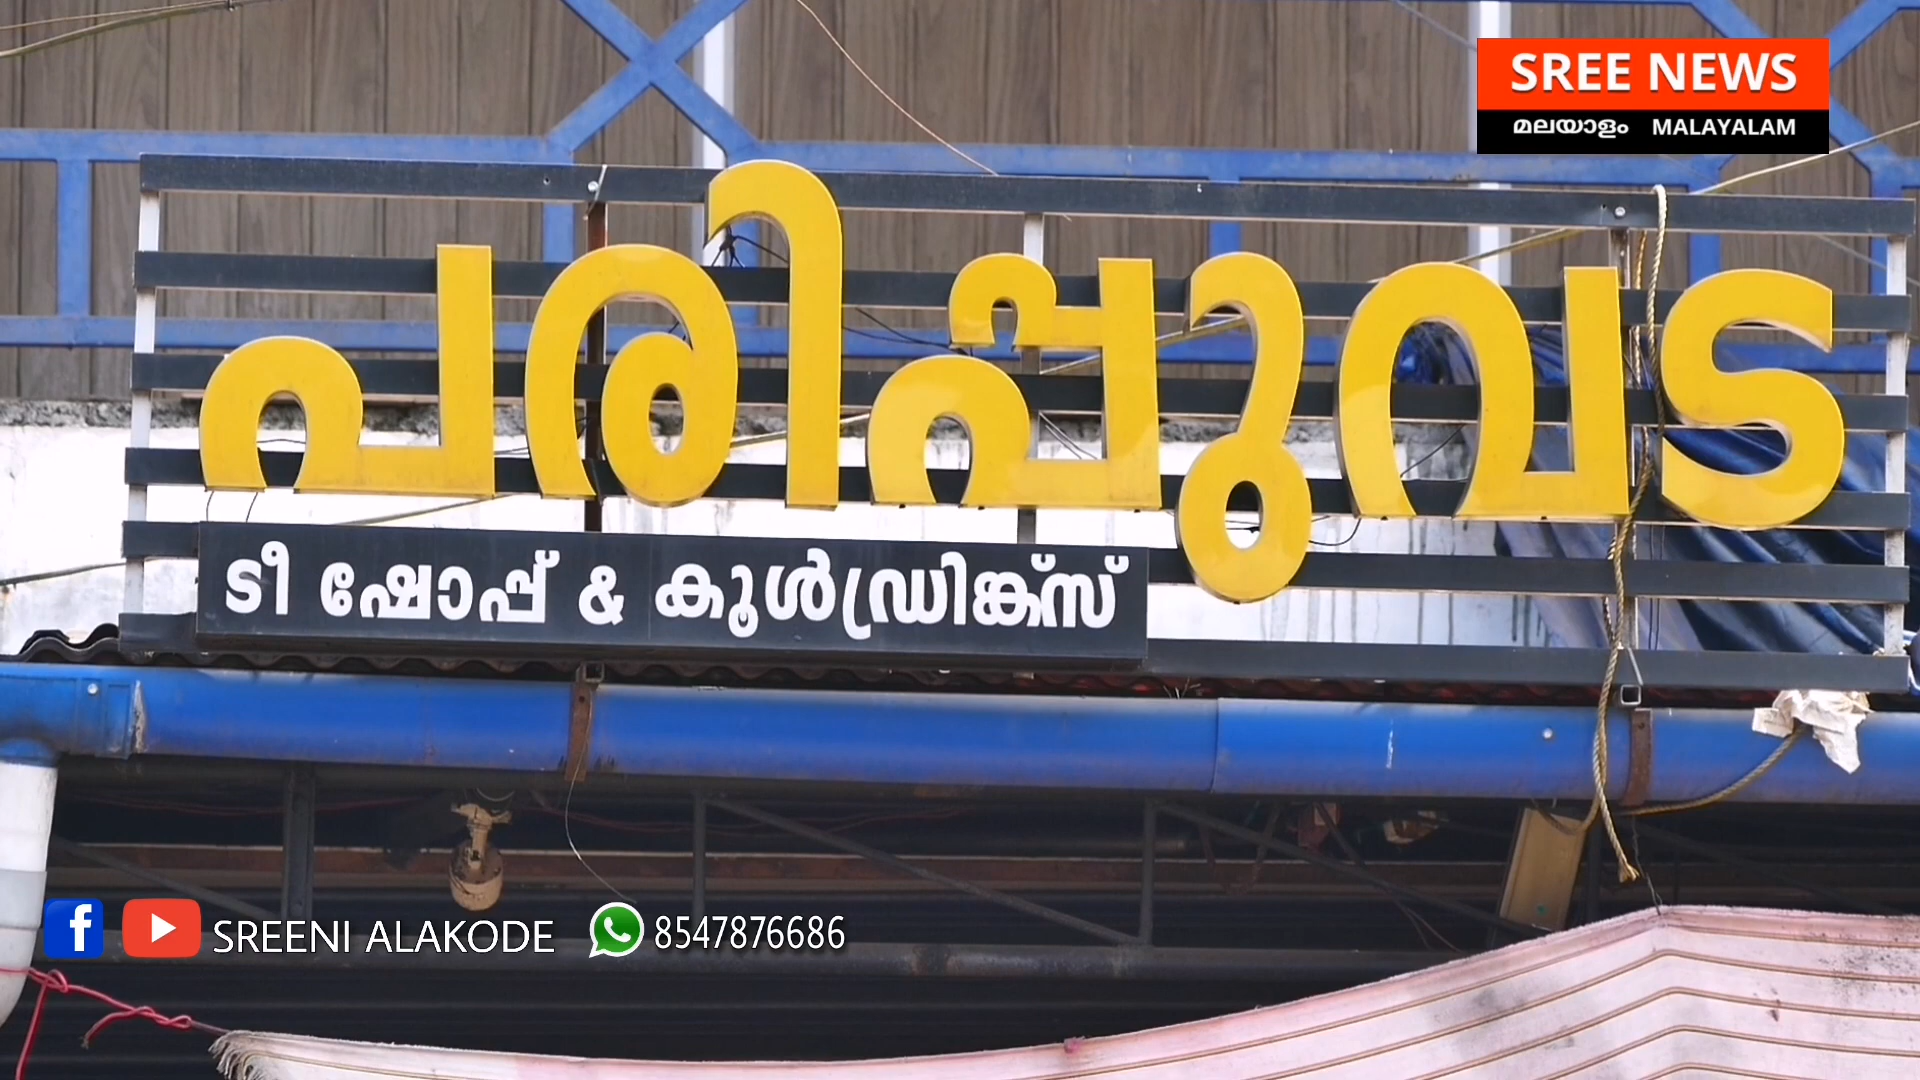 SREE NEWS
മലയാളം MALAYALAM
പരിപ്പുവട
ടീ ഷോപ്പ് & കൂൾഡ്രിങ്ക്സ്
SREENI ALAKODE 8547876686